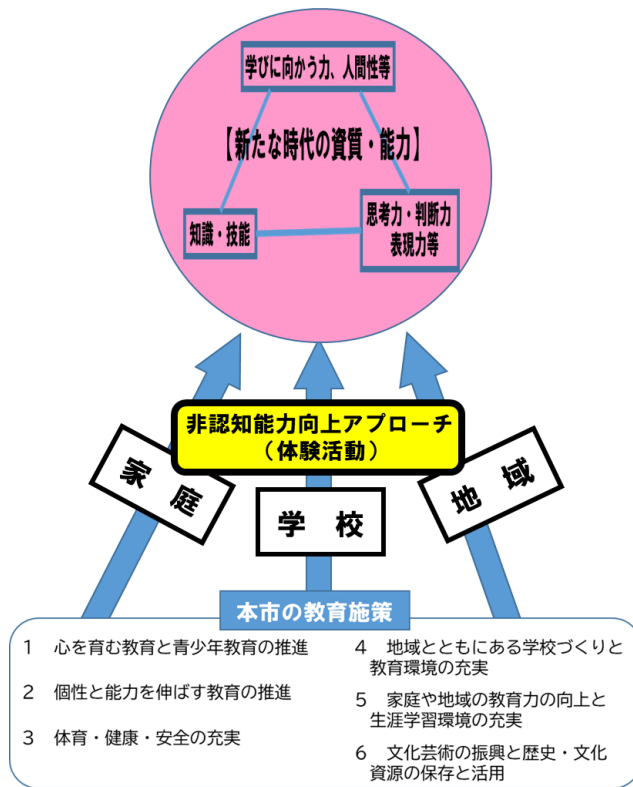 学びに向かう力、人間性等
【新たな時代の資質・能力】
知識・技能
思考力・判断力
表現力等
非認知能力向上アプローチ
（体験活動）
家　庭
学　校
地　域
本市の教育施策
1　心を育む教育と青少年教育の推進
2　個性と能力を伸ばす教育の推進
3　体育・健康・安全の充実
4　地域とともにある学校づくりと
教育環境の充実
5　家庭や地域の教育力の向上と
生涯学習環境の充実
6　文化芸術の振興と歴史・文化
資源の保存と活用